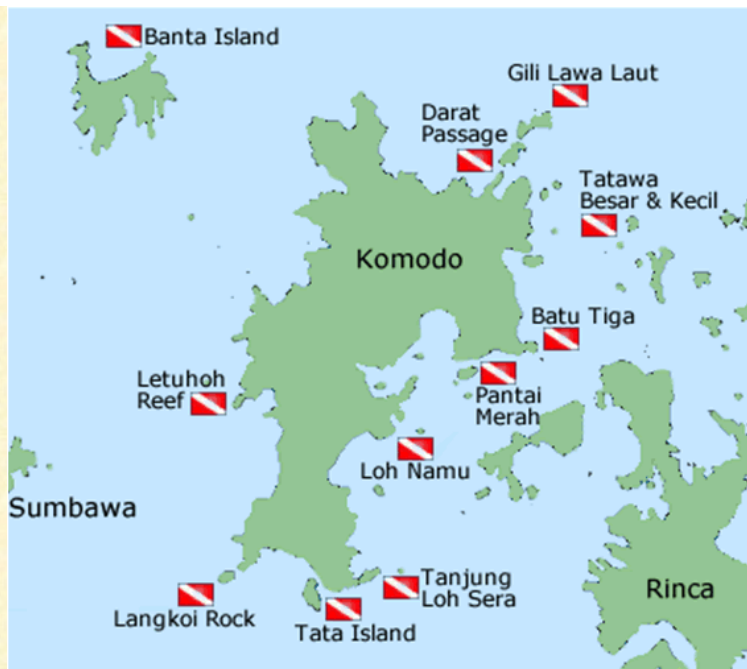 Banta Island
Gili Lawa Laut
Darat
Passage
Tatawa
Besar & Kecil
Komodo
Batu Tiga
Letuhoh
Reef
Pantai
Merah
Loh Namu
Sumbawa
Tanjung
Loh Sera
Rinca
Langkoi Rock
Tata Island